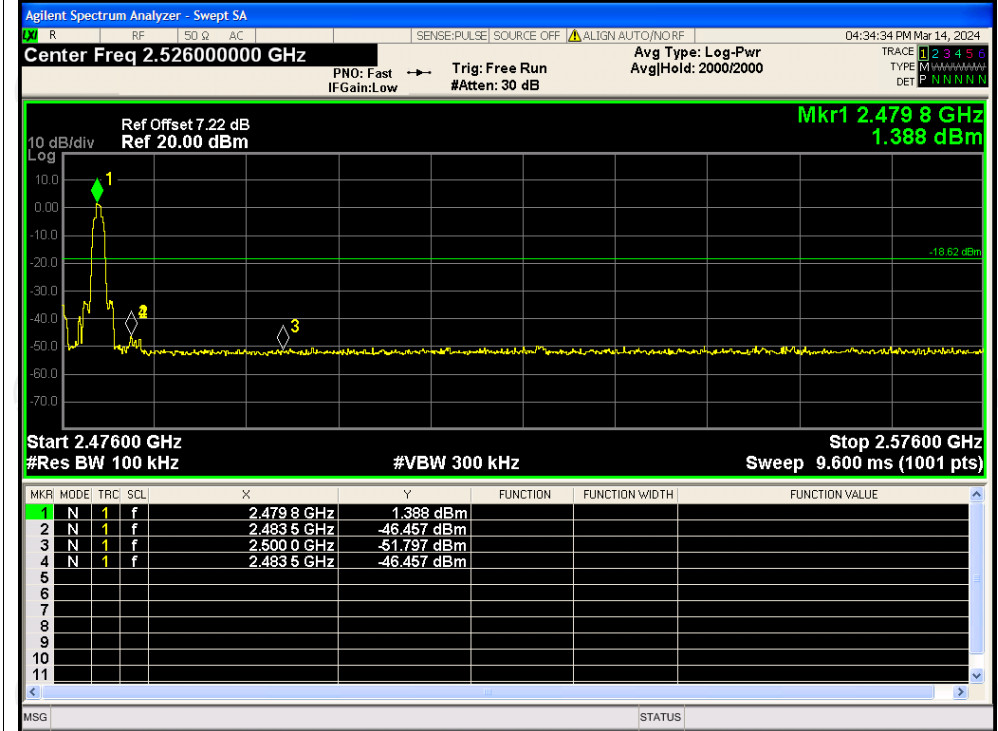 Agilent Spectrum Analyzer - Swept SA
LXI R RF 50 Ω AC SENSE:PULSE SOURCE OFF ALIGN AUTO/NO RF 04:34:34 PM Mar 14, 2024
Center Freq 2.526000000 GHz Avg Type: Log-Pwr TRACE 1 2 3 4 5 6
PNO: Fast Trig: Free Run Avg|Hold: 2000/2000 TYPE MWWWWW
IFGain:Low #Atten: 30 dB DET P N N N N N
Mkr1 2.479 8 GHz
Ref Offset 7.22 dB
10 dB/div Ref 20.00 dBm 1.388 dBm
Log
10.0
1
0.00
-10.0
-18.62 dBm
-20.0
-30.0
-40.0
3
-50.0
-60.0
-70.0
Start 2.47600 GHz Stop 2.57600 GHz
#Res BW 100 kHz #VBW 300 kHz Sweep 9.600 ms (1001 pts)
MKR MODE TRC SCL X Y FUNCTION FUNCTION WIDTH FUNCTION VALUE
1 N 1 f 2.479 8 GHz 1.388 dBm
2 N 1 f 2.483 5 GHz -46.457 dBm
3 N 1 f 2.500 0 GHz -51.797 dBm
4 N 1 f 2.483 5 GHz -46.457 dBm
5
6
7
8
9
10
11
MSG STATUS